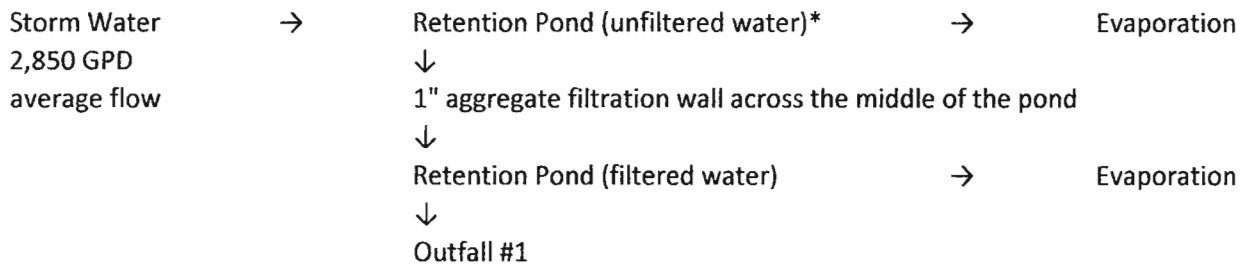 Storm Water → Retention Pond (unfiltered water)* → Evaporation
2,850 GPD ↓
average flow 1" aggregate filtration wall across the middle of the pond
↓
Retention Pond (filtered water) → Evaporation
↓
Outfall #1